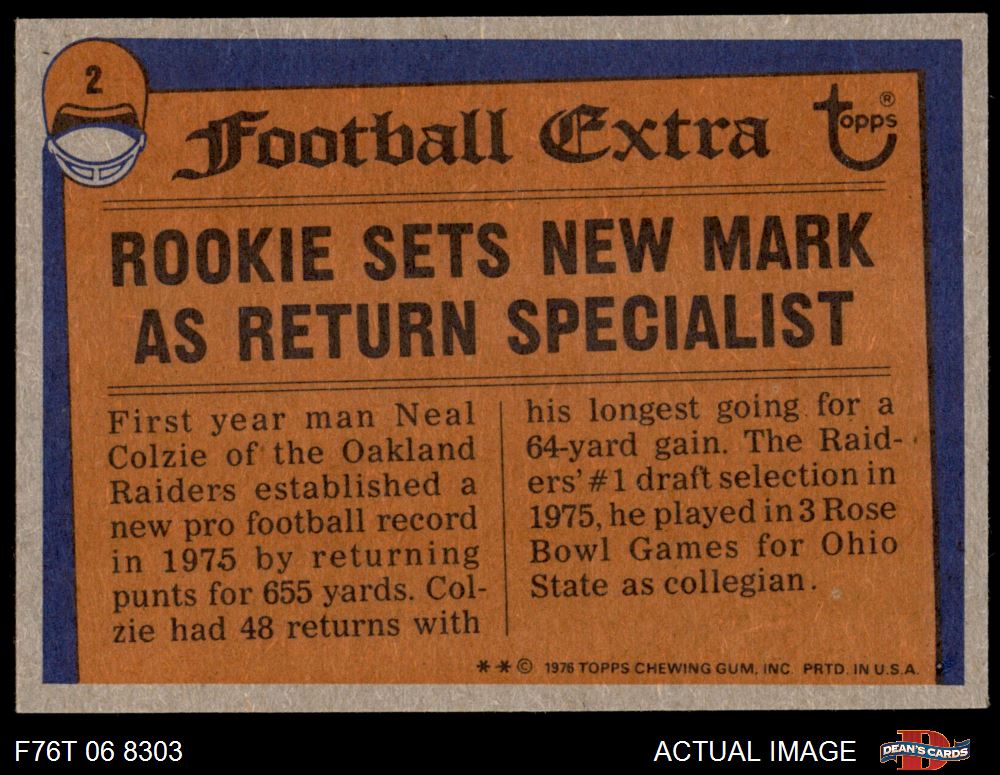 2
Football Extra
topps ®
ROOKIE SETS NEW MARK
AS RETURN SPECIALIST
First year man Neal
Colzie of the Oakland
Raiders established a
new pro football record
in 1975 by returning
punts for 655 yards. Col-
zie had 48 returns with
his longest going for a
64-yard gain. The Raid-
ers' #1 draft selection in
1975, he played in 3 Rose
Bowl Games for Ohio
State as collegian.
** © 1976 TOPPS CHEWING GUM, INC. PRTD. IN U.S.A.
F76T 06 8303
ACTUAL IMAGE
D
DEAN'S CARDS